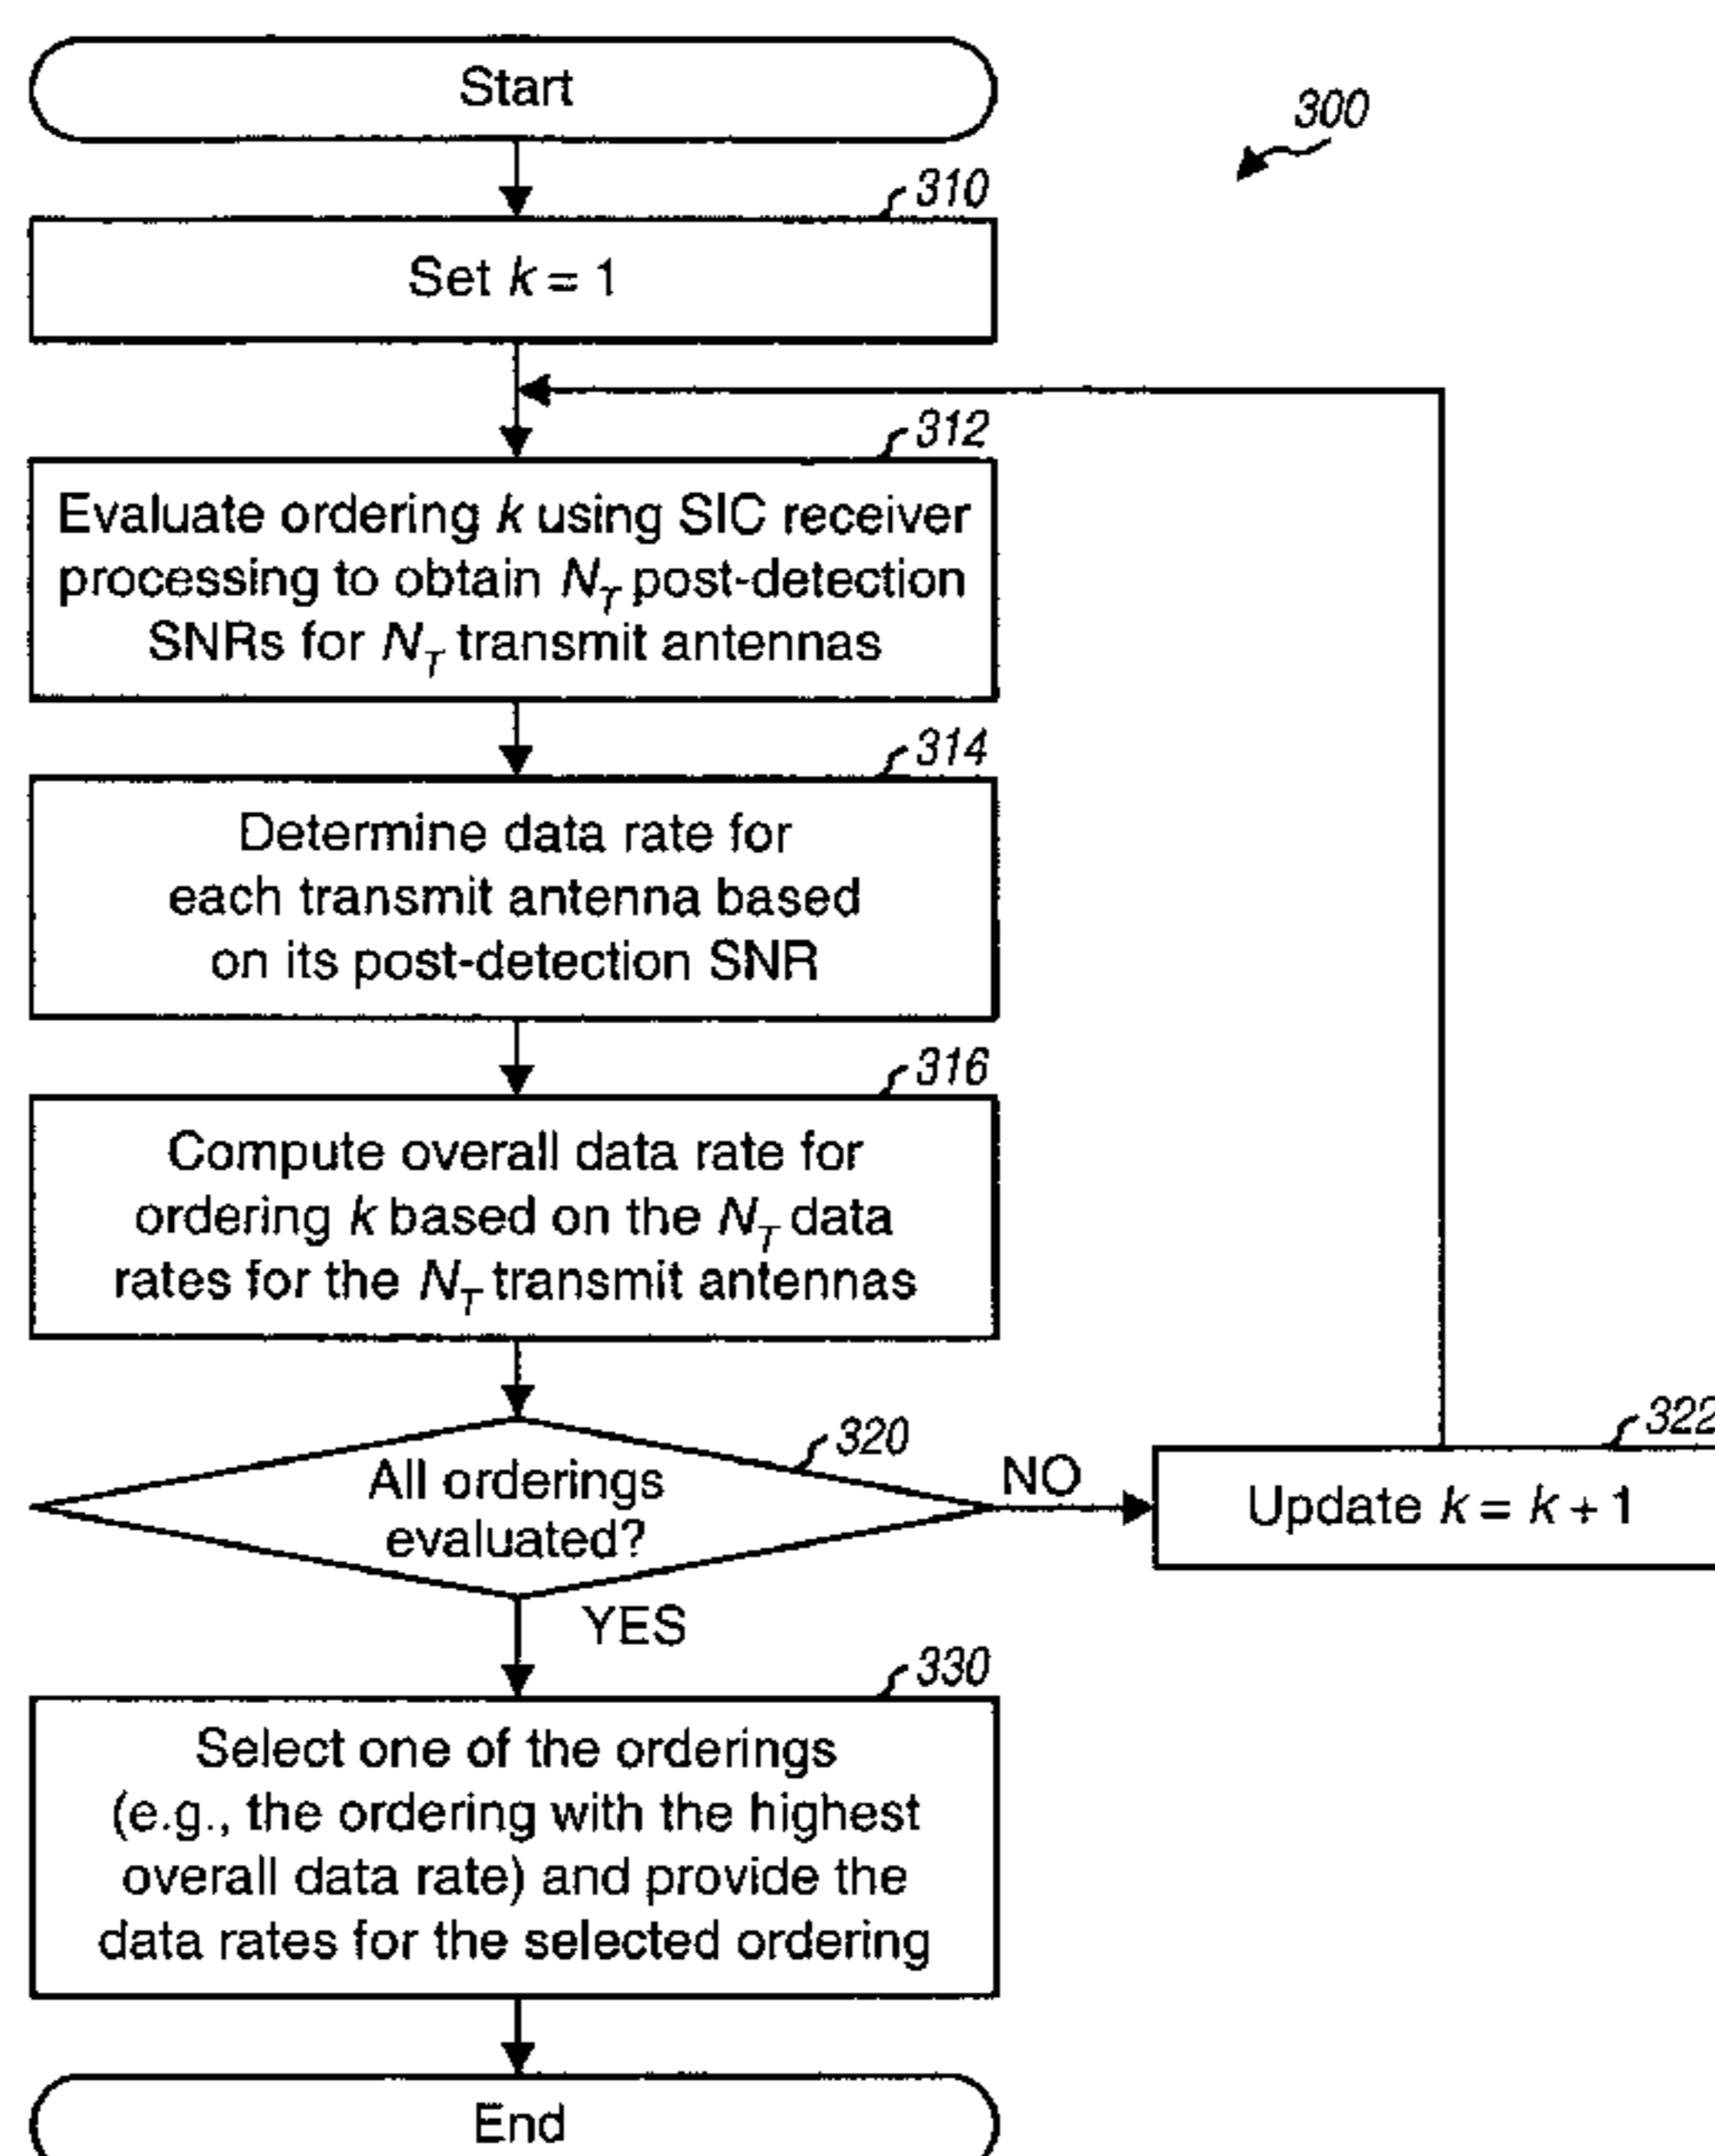 Start
300
310
Set k = 1
312
Evaluate ordering k using SIC receiver
processing to obtain N_T post-detection
SNRs for N_T transmit antennas
314
Determine data rate for
each transmit antenna based
on its post-detection SNR
316
Compute overall data rate for
ordering k based on the N_T data
rates for the N_T transmit antennas
320
All orderings
evaluated?
NO
322
Update k = k + 1
YES
330
Select one of the orderings
(e.g., the ordering with the highest
overall data rate) and provide the
data rates for the selected ordering
End